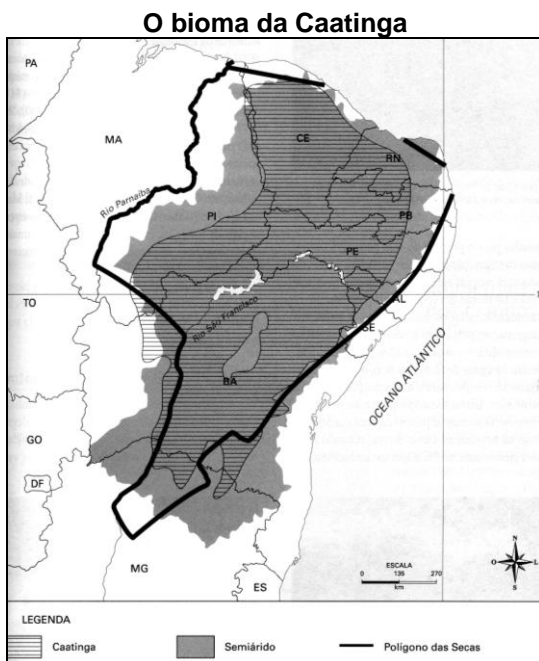 O bioma da Caatinga
PA
MA
CE
RN
Rio Parnaíba
PI
PB
PE
TO
AL
Rio São Francisco
SE
BA
OCEANO ATLÂNTICO
GO
DF
MG
ES
N
O
L
S
ESCALA
0 135 270
km
LEGENDA
Caatinga
Semiárido
Polígono das Secas